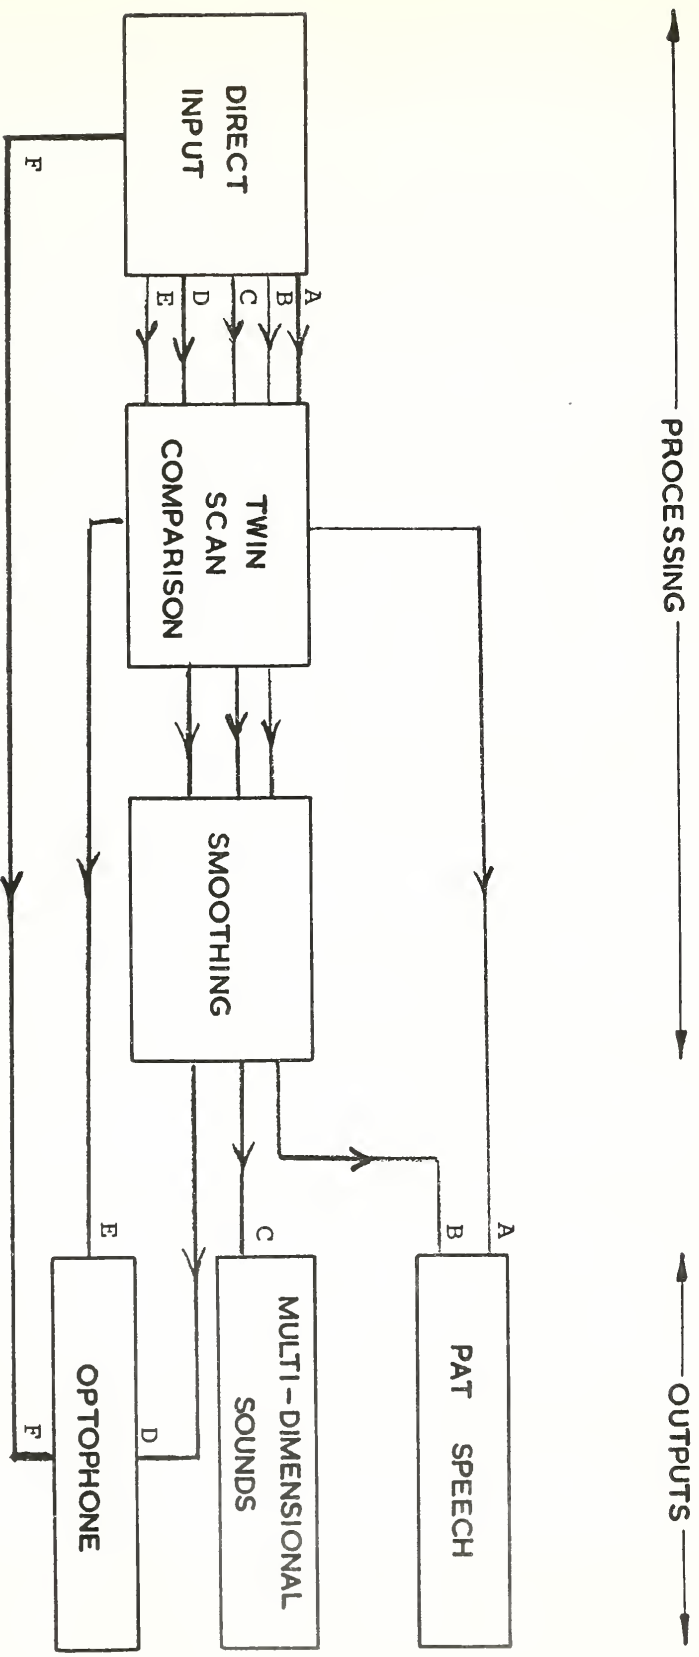 PROCESSING
OUTPUTS
DIRECT
INPUT
A
B
C
D
E
F
TWIN
SCAN
COMPARISON
SMOOTHING
A
B
C
E
D
F
PAT SPEECH
MULTI-DIMENSIONAL
SOUNDS
OPTOPHONE